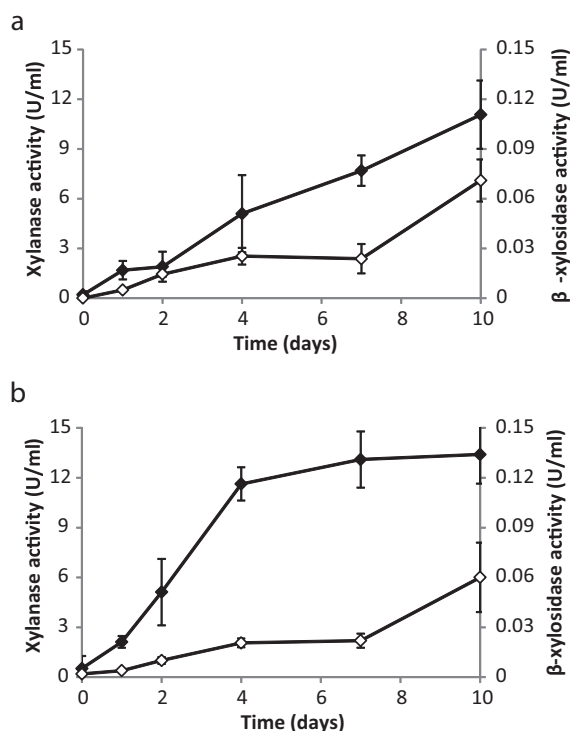 a
Xylanase activity (U/ml)
15
12
9
6
3
0
0.15
0.12
0.09
0.06
0.03
0
β -xylosidase activity (U/ml)
0 2 4 6 8 10
Time (days)
b
Xylanase activity (U/ml)
15
12
9
6
3
0
0.15
0.12
0.09
0.06
0.03
0
β-xylosidase activity (U/ml)
0 2 4 6 8 10
Time (days)